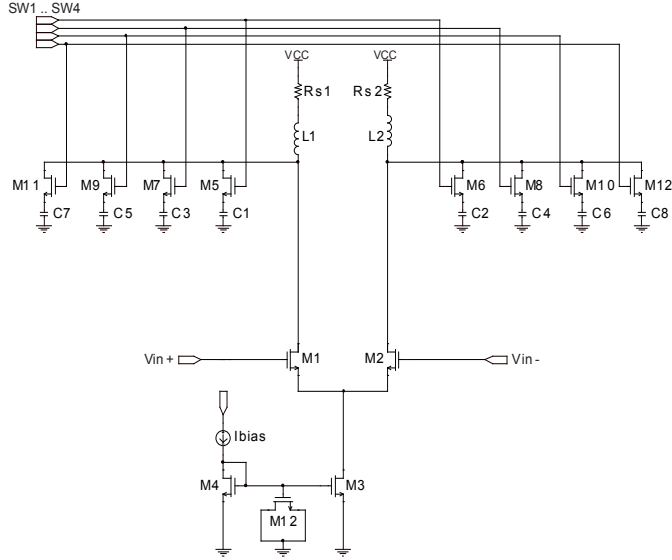 SW1 .. SW4
VCC VCC
Rs1 Rs2
L1 L2
M11 M9 M7 M5 M6 M8 M10 M12
C7 C5 C3 C1 C2 C4 C6 C8
Vin+ M1 M2 Vin-
Ibias
M4 M3
M12